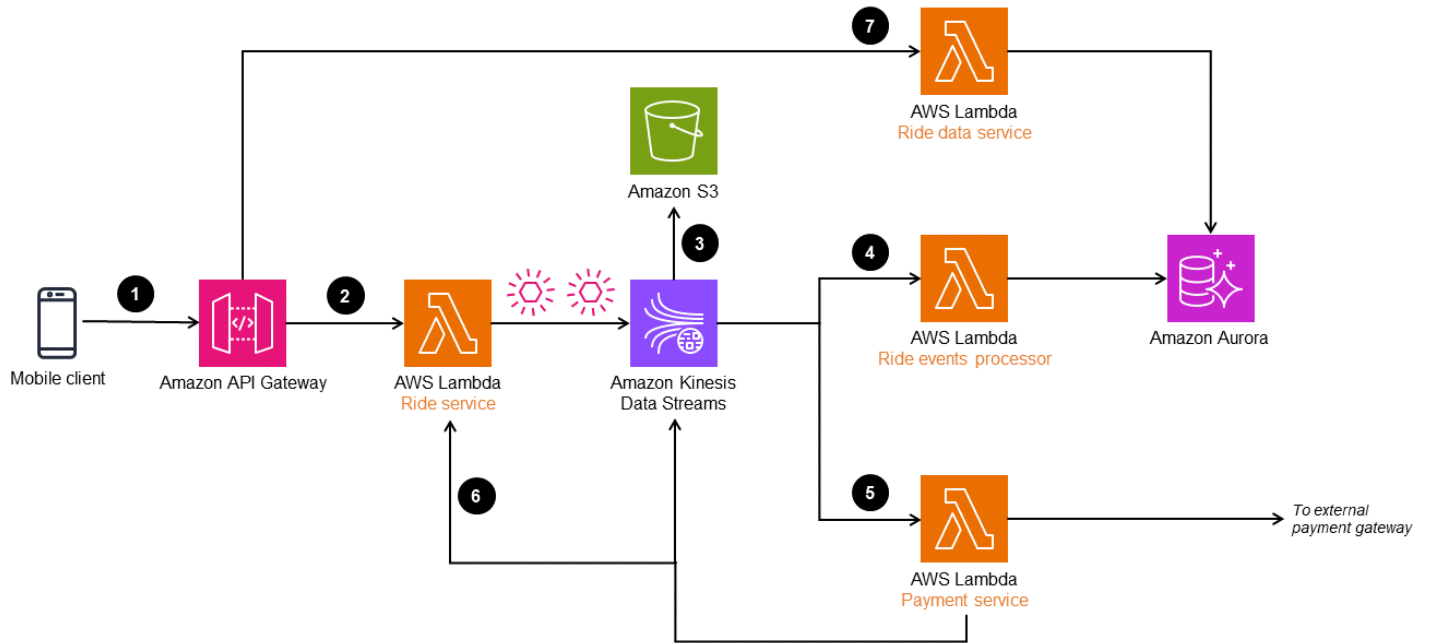 7
AWS Lambda
Ride data service
Amazon S3
3
4
1
2
</>
Mobile client
Amazon API Gateway
AWS Lambda
Ride service
Amazon Kinesis
Data Streams
AWS Lambda
Ride events processor
Amazon Aurora
6
5
To external
payment gateway
AWS Lambda
Payment service